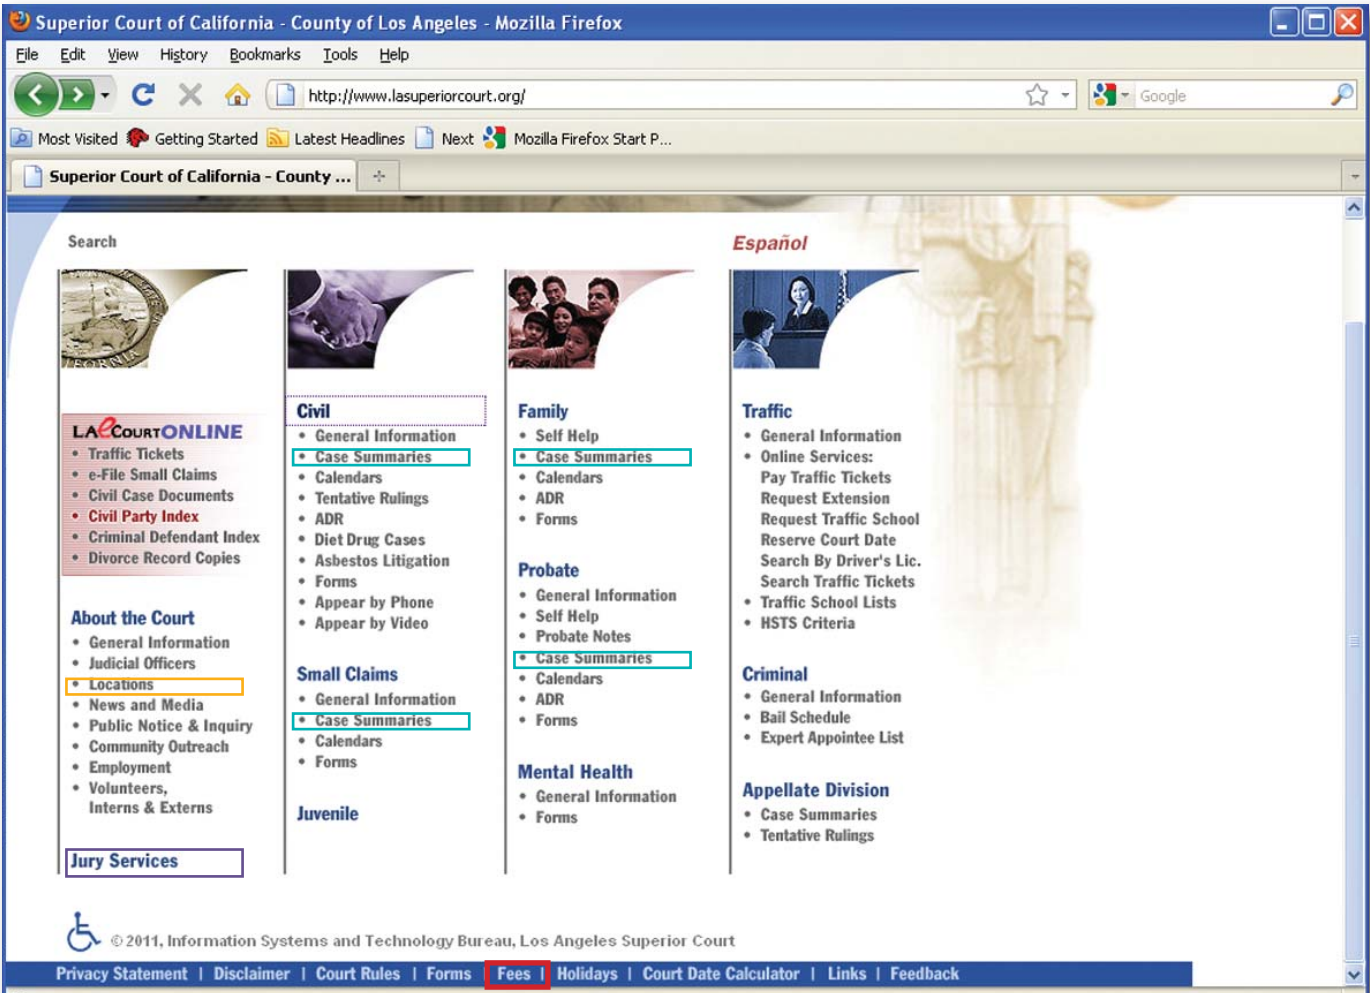 Superior Court of California - County of Los Angeles - Mozilla Firefox
File Edit View History Bookmarks Tools Help
http://www.lasuperiorcourt.org/
Google
Most Visited Getting Started Latest Headlines Next Mozilla Firefox Start P...
Superior Court of California - County ...
Search
Español
LAeCOURTONLINE
• Traffic Tickets
• e-File Small Claims
• Civil Case Documents
• Civil Party Index
• Criminal Defendant Index
• Divorce Record Copies
About the Court
• General Information
• Judicial Officers
• Locations
• News and Media
• Public Notice & Inquiry
• Community Outreach
• Employment
• Volunteers,
Interns & Externs
Jury Services
Civil
• General Information
• Case Summaries
• Calendars
• Tentative Rulings
• ADR
• Diet Drug Cases
• Asbestos Litigation
• Forms
• Appear by Phone
• Appear by Video
Small Claims
• General Information
• Case Summaries
• Calendars
• Forms
Juvenile
Family
• Self Help
• Case Summaries
• Calendars
• ADR
• Forms
Probate
• General Information
• Self Help
• Probate Notes
• Case Summaries
• Calendars
• ADR
• Forms
Mental Health
• General Information
• Forms
Traffic
• General Information
• Online Services:
Pay Traffic Tickets
Request Extension
Request Traffic School
Reserve Court Date
Search By Driver's Lic.
Search Traffic Tickets
• Traffic School Lists
• HSTS Criteria
Criminal
• General Information
• Bail Schedule
• Expert Appointee List
Appellate Division
• Case Summaries
• Tentative Rulings
© 2011, Information Systems and Technology Bureau, Los Angeles Superior Court
Privacy Statement | Disclaimer | Court Rules | Forms | Fees | Holidays | Court Date Calculator | Links | Feedback